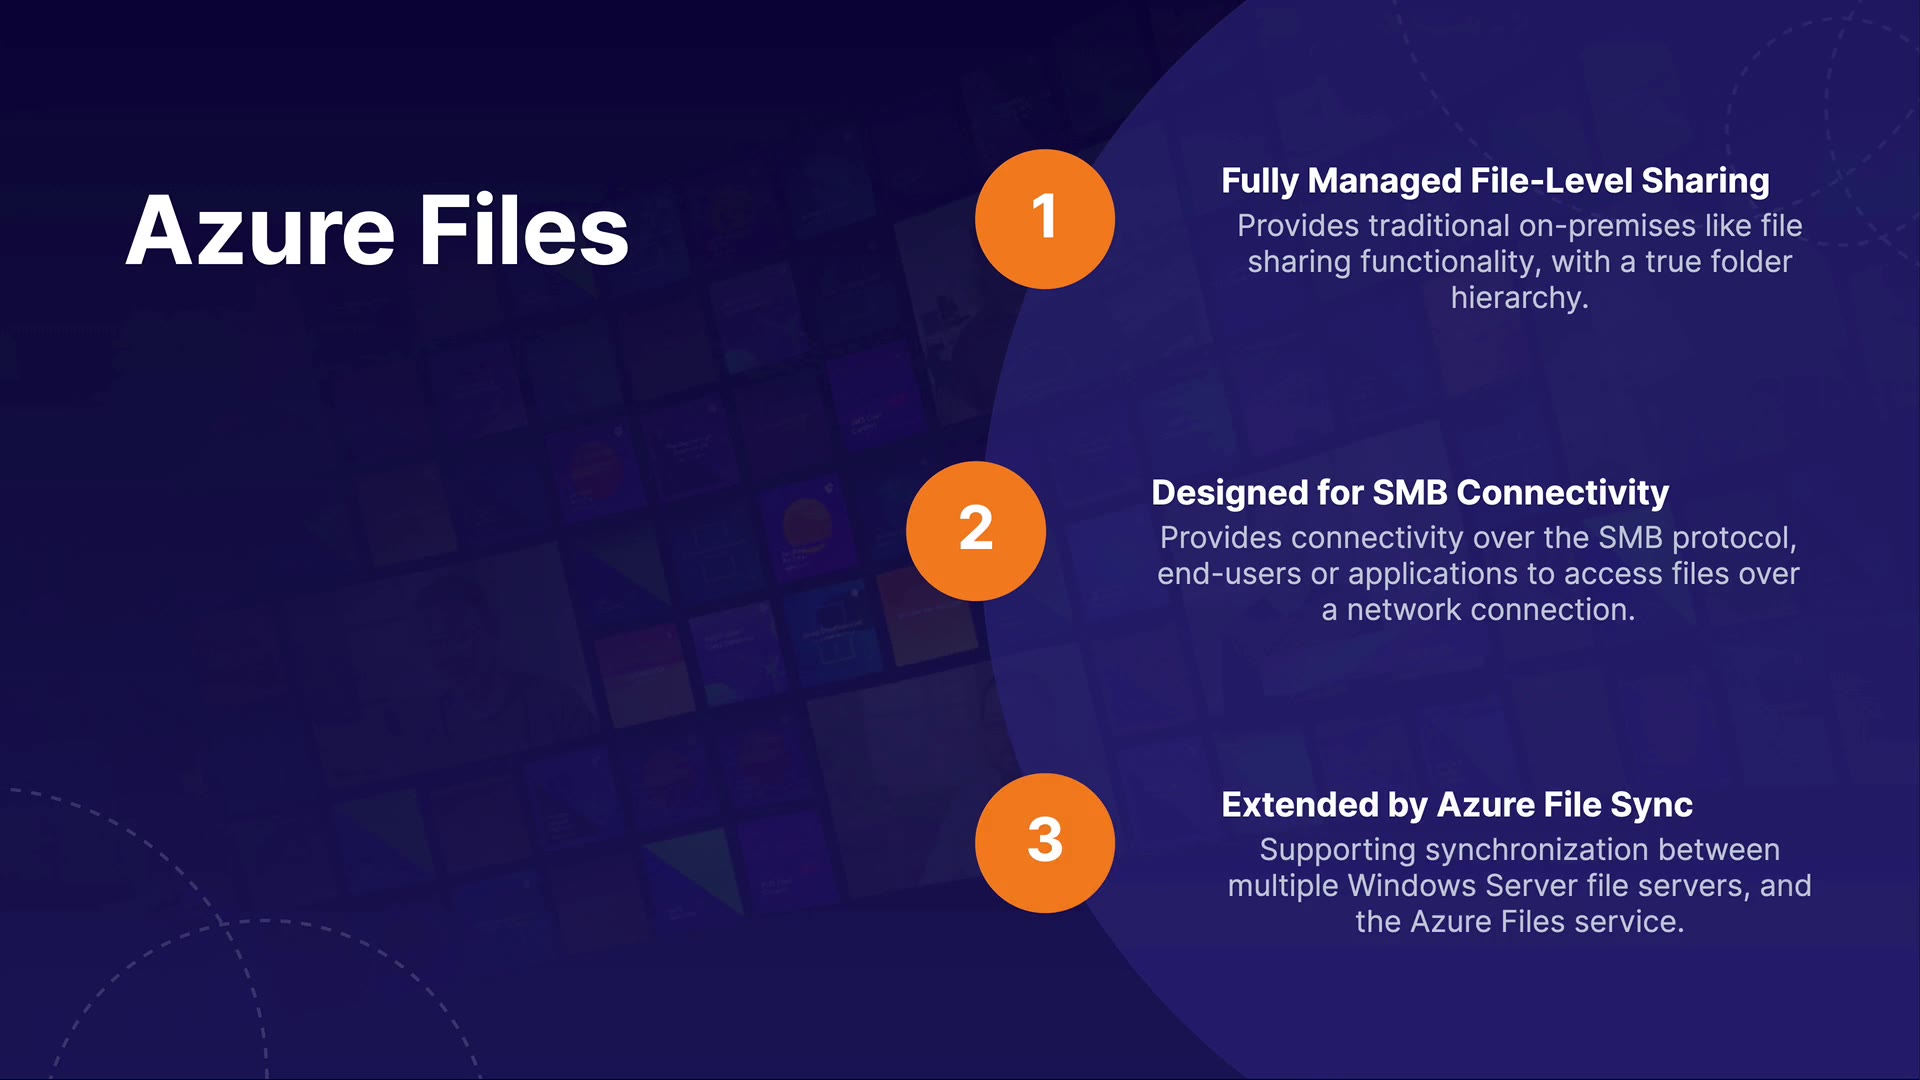 Azure Files
1
Fully Managed File-Level Sharing
Provides traditional on-premises like file
sharing functionality, with a true folder
hierarchy.
2
Designed for SMB Connectivity
Provides connectivity over the SMB protocol,
end-users or applications to access files over
a network connection.
3
Extended by Azure File Sync
Supporting synchronization between
multiple Windows Server file servers, and
the Azure Files service.